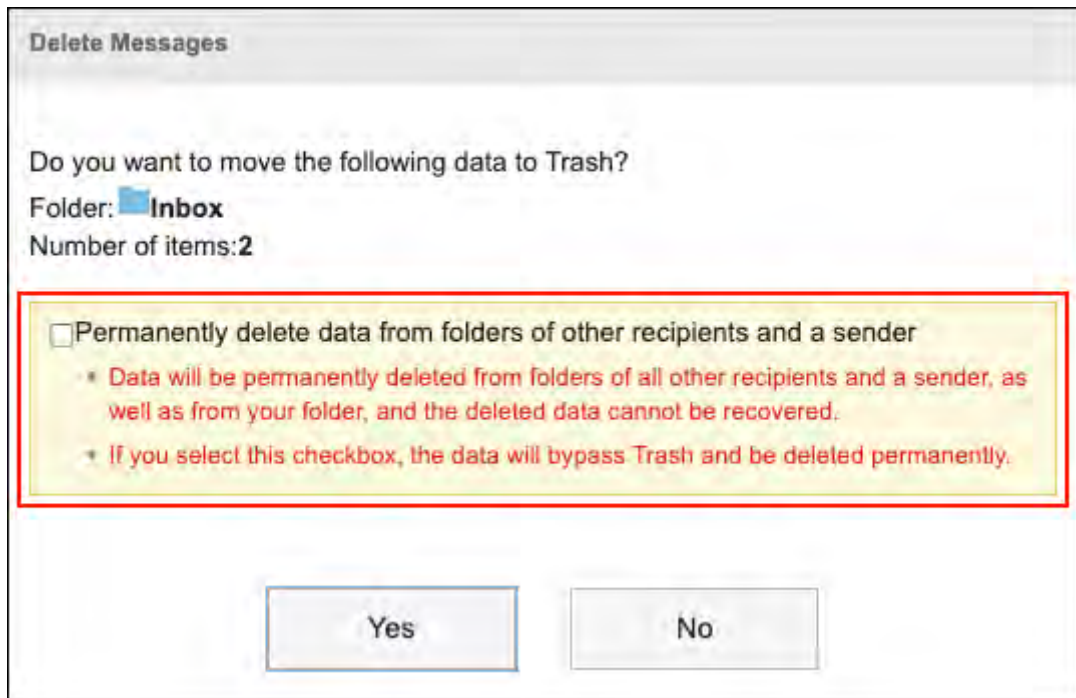 Delete Messages
Do you want to move the following data to Trash?
Folder: Inbox
Number of items:2
Permanently delete data from folders of other recipients and a sender
Data will be permanently deleted from folders of all other recipients and a sender, as
well as from your folder, and the deleted data cannot be recovered.
If you select this checkbox, the data will bypass Trash and be deleted permanently.
Yes
No